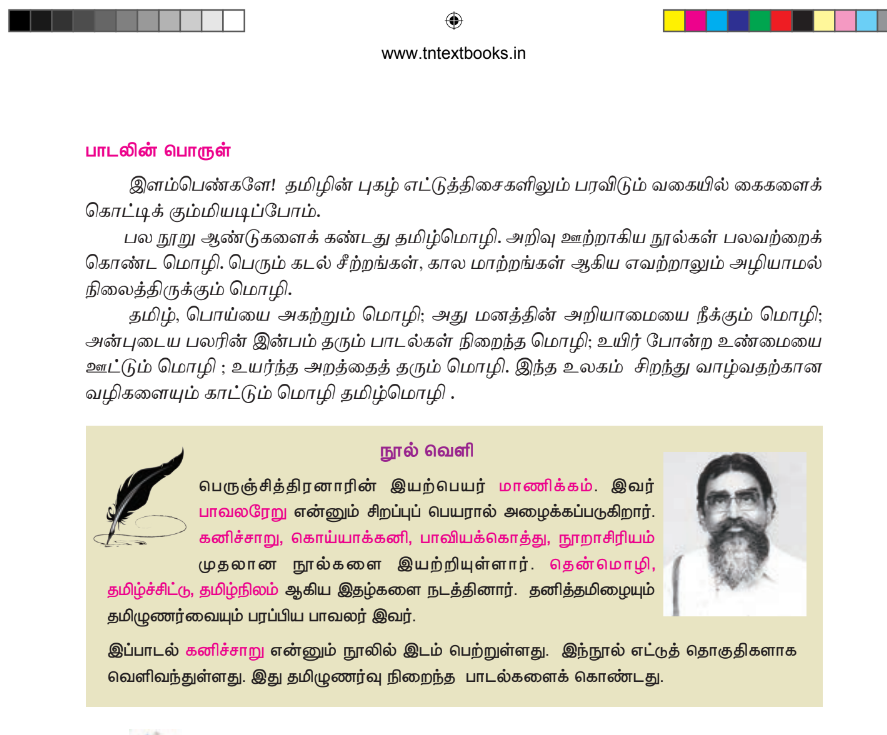 www.tntextbooks.in
பாடலின் பொருள்
இளம்பெண்களே! தமிழின் புகழ் எட்டுத்திசைகளிலும் பரவிடும் வகையில் கைகளைக்
கொட்டிக் கும்மியடிப்போம்.
பல நூறு ஆண்டுகளைக் கண்டது தமிழ்மொழி. அறிவு ஊற்றாகிய நூல்கள் பலவற்றைக்
கொண்ட மொழி. பெரும் கடல் சீற்றங்கள், கால மாற்றங்கள் ஆகிய எவற்றாலும் அழியாமல்
நிலைத்திருக்கும் மொழி.
தமிழ், பொய்யை அகற்றும் மொழி; அது மனத்தின் அறியாமையை நீக்கும் மொழி;
அன்புடைய பலரின் இன்பம் தரும் பாடல்கள் நிறைந்த மொழி; உயிர் போன்ற உண்மையை
ஊட்டும் மொழி ; உயர்ந்த அறத்தைத் தரும் மொழி. இந்த உலகம் சிறந்து வாழ்வதற்கான
வழிகளையும் காட்டும் மொழி தமிழ்மொழி .
நூல் வெளி
பெருஞ்சித்திரனாரின் இயற்பெயர் மாணிக்கம். இவர்
பாவலரேறு என்னும் சிறப்புப் பெயரால் அழைக்கப்படுகிறார்.
கனிச்சாறு, கொய்யாக்கனி, பாவியக்கொத்து, நூறாசிரியம்
முதலான நூல்களை இயற்றியுள்ளார். தென்மொழி,
தமிழ்ச்சிட்டு, தமிழ்நிலம் ஆகிய இதழ்களை நடத்தினார். தனித்தமிழையும்
தமிழுணர்வையும் பரப்பிய பாவலர் இவர்.
இப்பாடல் கனிச்சாறு என்னும் நூலில் இடம் பெற்றுள்ளது. இந்நூல் எட்டுத் தொகுதிகளாக
வெளிவந்துள்ளது. இது தமிழுணர்வு நிறைந்த பாடல்களைக் கொண்டது.